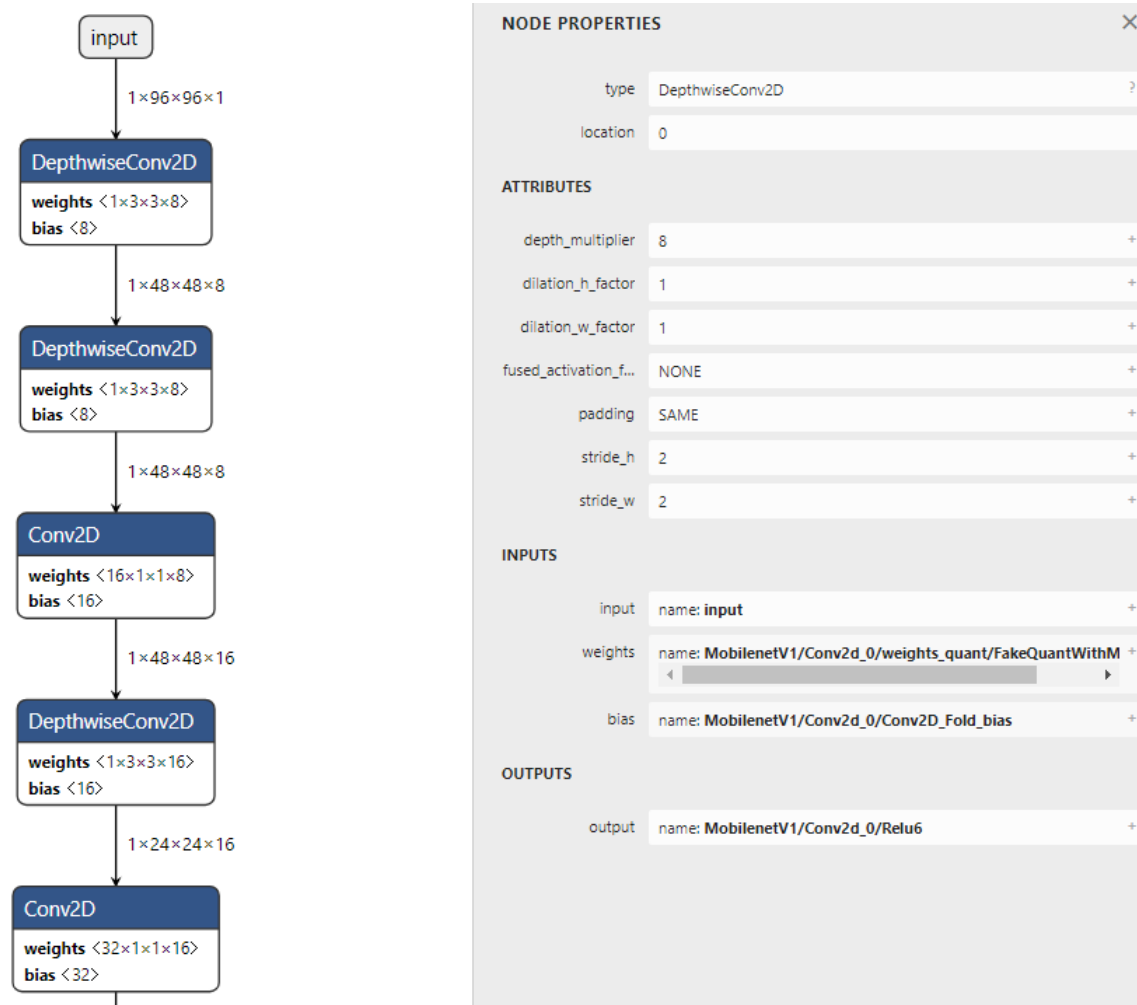 input
1×96×96×1
DepthwiseConv2D
weights ⟨1×3×3×8⟩
bias ⟨8⟩
1×48×48×8
DepthwiseConv2D
weights ⟨1×3×3×8⟩
bias ⟨8⟩
1×48×48×8
Conv2D
weights ⟨16×1×1×8⟩
bias ⟨16⟩
1×48×48×16
DepthwiseConv2D
weights ⟨1×3×3×16⟩
bias ⟨16⟩
1×24×24×16
Conv2D
weights ⟨32×1×1×16⟩
bias ⟨32⟩
NODE PROPERTIES ×
type DepthwiseConv2D ?
location 0
ATTRIBUTES
depth_multiplier 8 +
dilation_h_factor 1 +
dilation_w_factor 1 +
fused_activation_f... NONE +
padding SAME +
stride_h 2 +
stride_w 2 +
INPUTS
input name: input +
weights name: MobilenetV1/Conv2d_0/weights_quant/FakeQuantWithM +
bias name: MobilenetV1/Conv2d_0/Conv2D_Fold_bias +
OUTPUTS
output name: MobilenetV1/Conv2d_0/Relu6 +